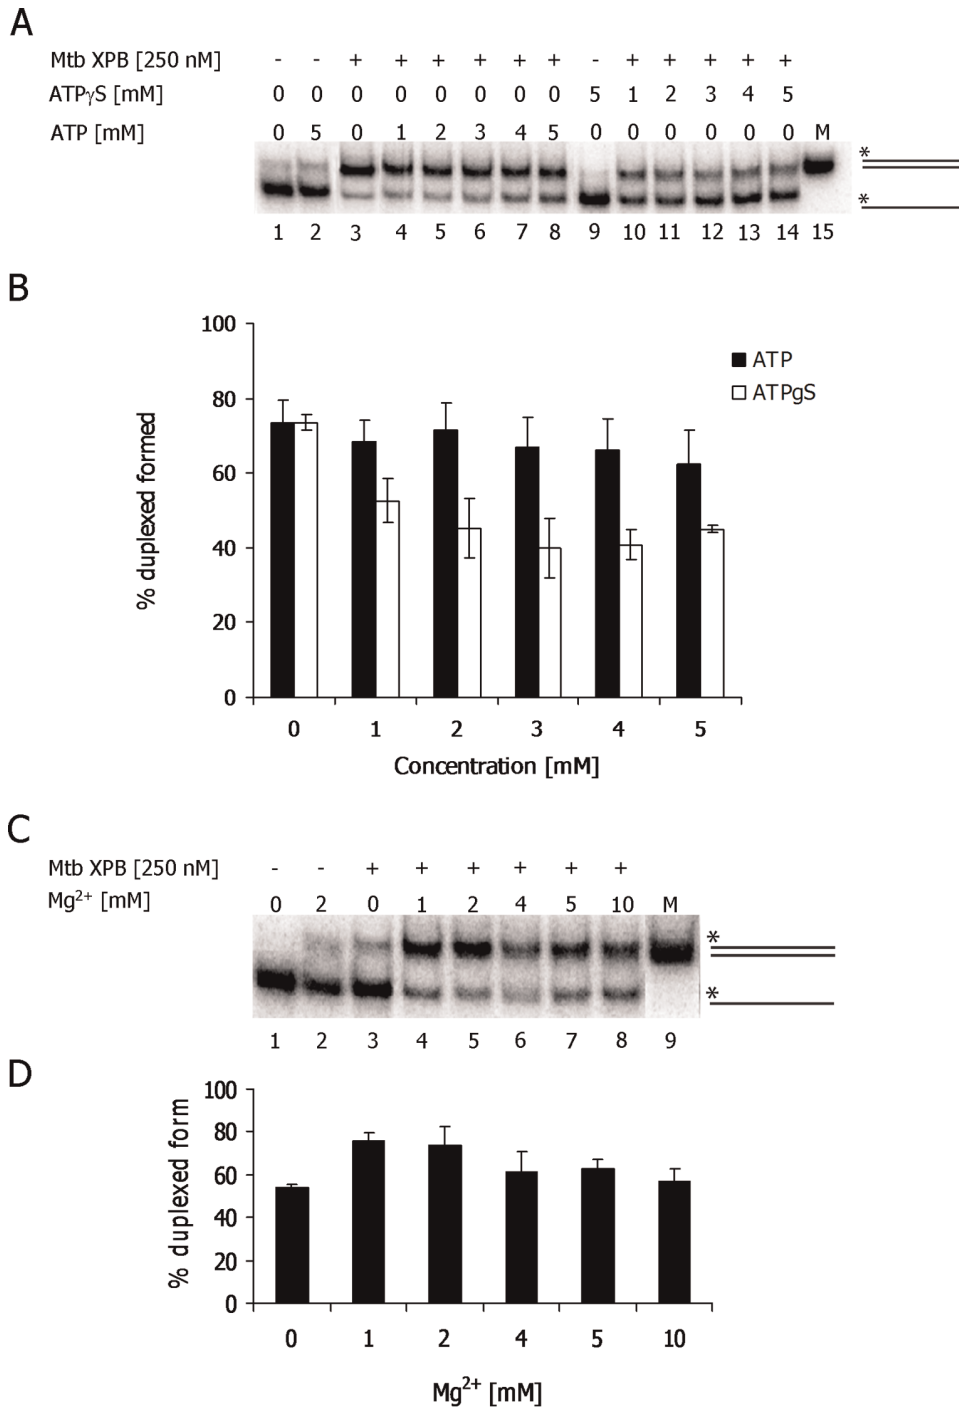 A
Mtb XPB [250 nM] - - + + + + + + - + + + + +
ATPγS [mM] 0 0 0 0 0 0 0 0 5 1 2 3 4 5
ATP [mM] 0 5 0 1 2 3 4 5 0 0 0 0 0 0 M
*
*
1 2 3 4 5 6 7 8 9 10 11 12 13 14 15
B
100
80
60
40
20
0
% duplexed formed
ATP
ATPgS
0 1 2 3 4 5
Concentration [mM]
C
Mtb XPB [250 nM] - - + + + + + +
Mg2+ [mM] 0 2 0 1 2 4 5 10 M
*
*
1 2 3 4 5 6 7 8 9
D
100
80
60
40
20
0
% duplexed form
0 1 2 4 5 10
Mg2+ [mM]